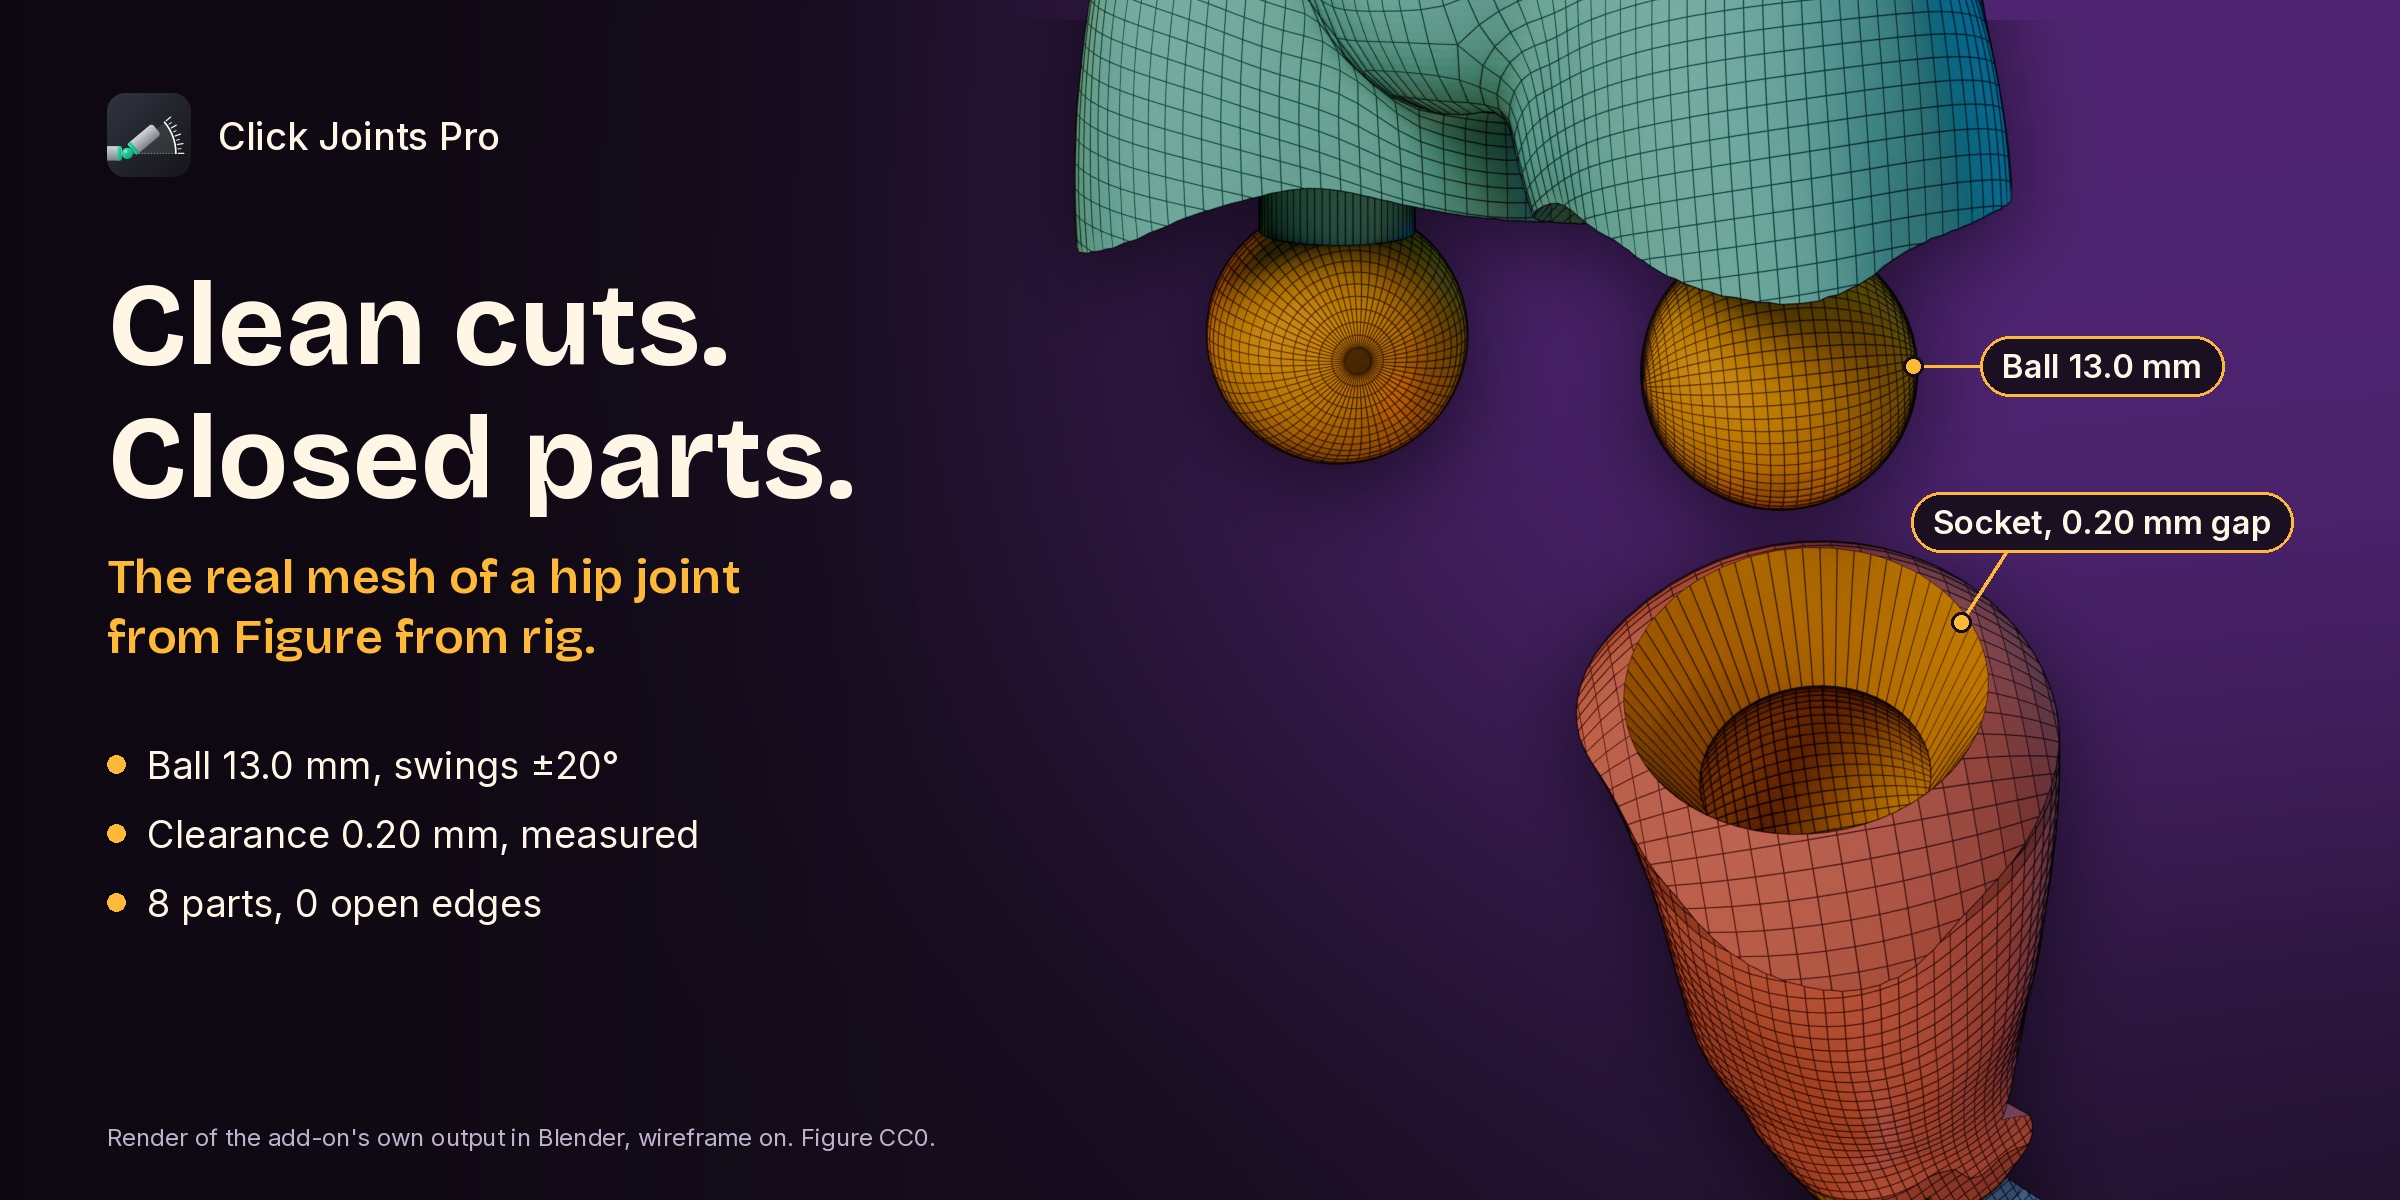 Click Joints Pro
Clean cuts.
Closed parts.
The real mesh of a hip joint
from Figure from rig.
Ball 13.0 mm, swings ±20°
Clearance 0.20 mm, measured
8 parts, 0 open edges
Ball 13.0 mm
Socket, 0.20 mm gap
Render of the add-on's own output in Blender, wireframe on. Figure CC0.